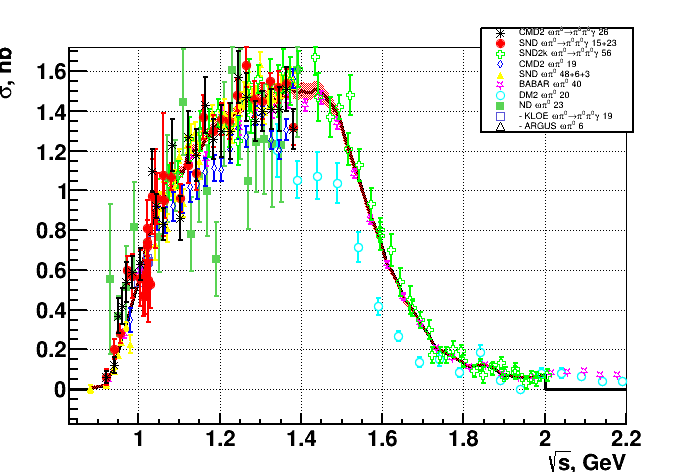 CMD2 ωπ⁰→π⁰π⁰γ 26
SND ωπ⁰→π⁰π⁰γ 15+23
SND2k ωπ⁰→π⁰π⁰γ 56
CMD2 ωπ⁰ 19
SND ωπ⁰ 48+6+3
BABAR ωπ⁰ 40
DM2 ωπ⁰ 20
ND ωπ⁰ 23
- KLOE ωπ⁰→π⁰π⁰γ 19
- ARGUS ωπ⁰ 6
σ, nb
1.6
1.4
1.2
1
0.8
0.6
0.4
0.2
0
1 1.2 1.4 1.6 1.8 2 2.2
√s, GeV